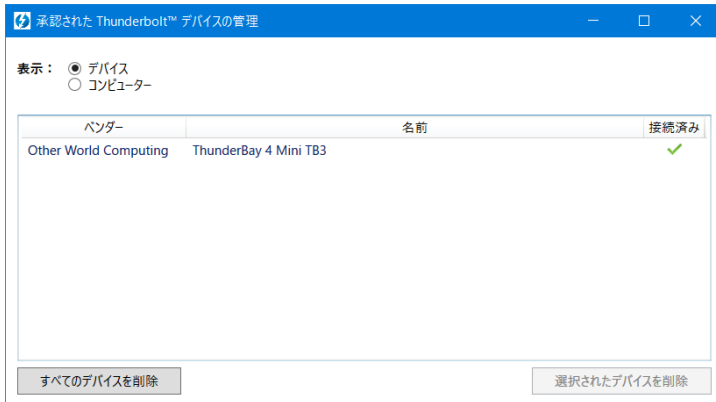 承認された Thunderbolt™ デバイスの管理
表示： デバイス
コンピューター
ベンダー 名前 接続済み
Other World Computing ThunderBay 4 Mini TB3
すべてのデバイスを削除 選択されたデバイスを削除